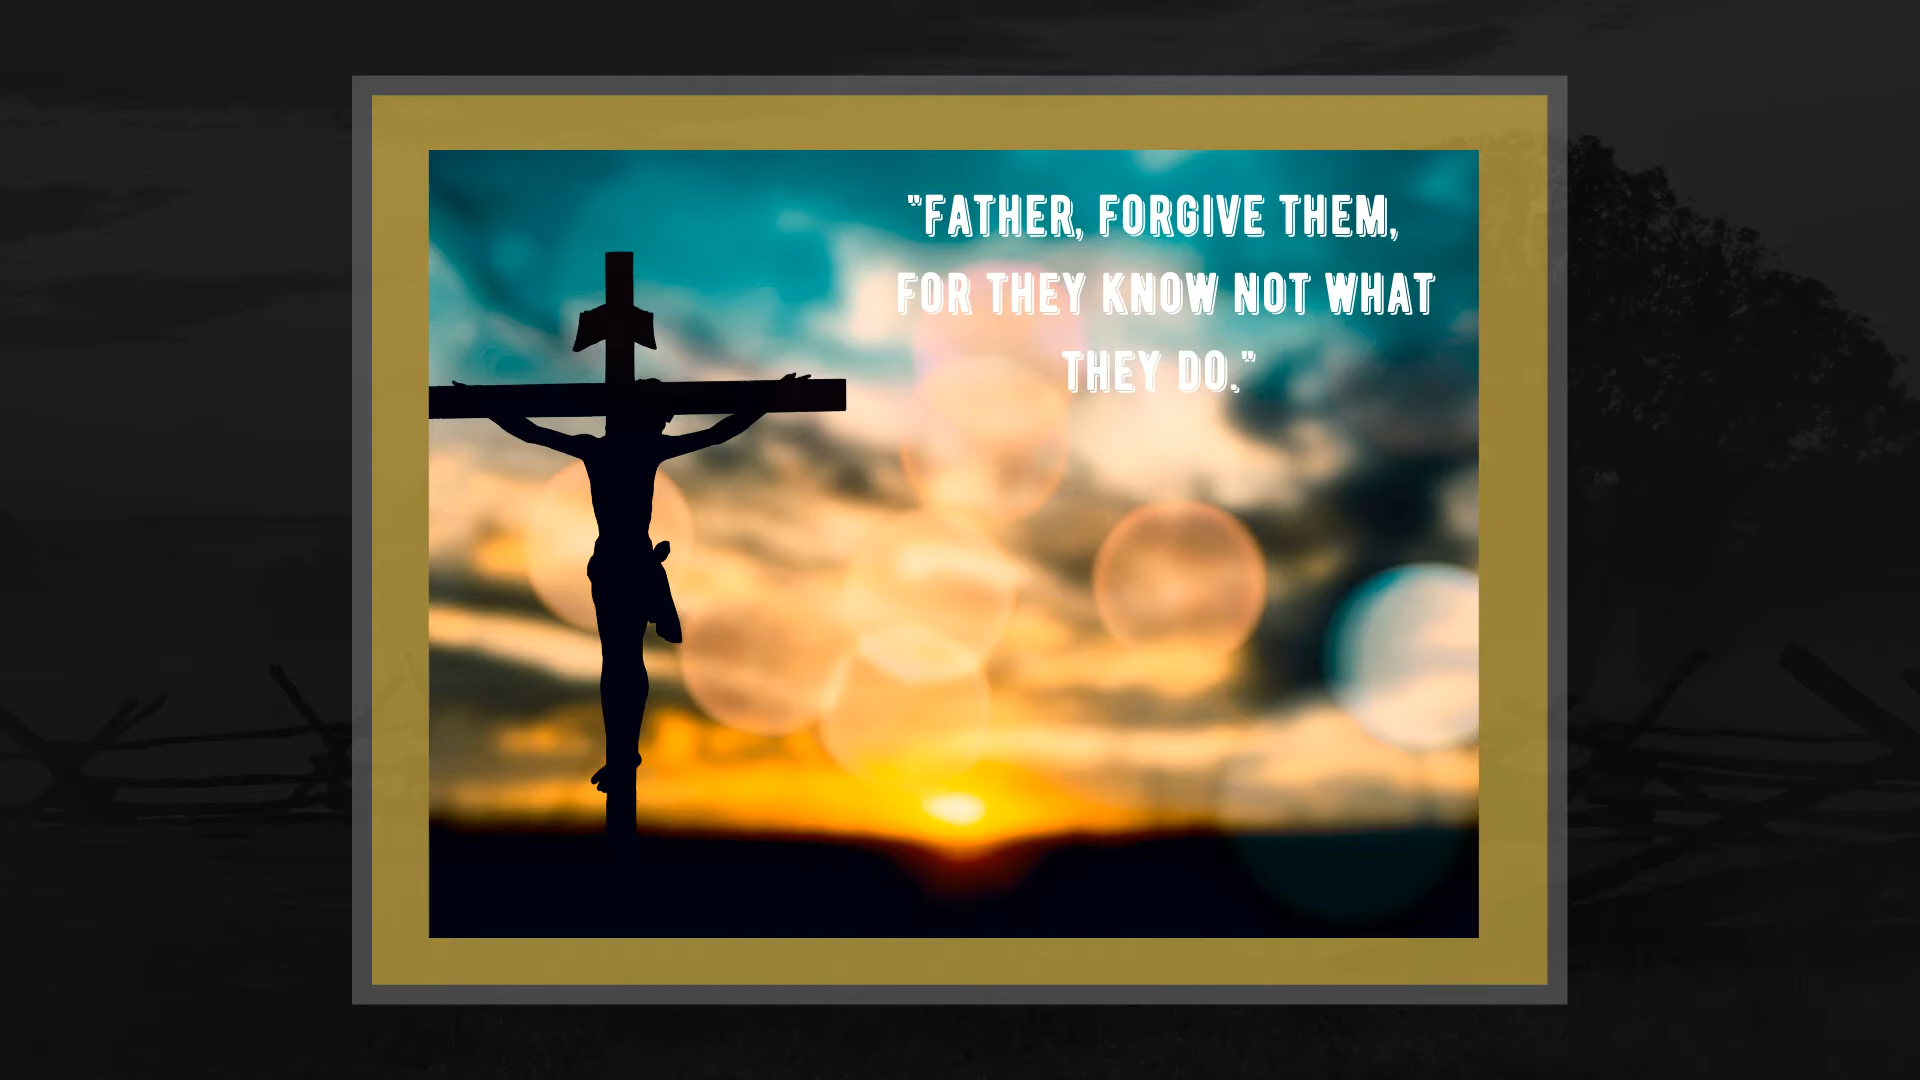 "FATHER, FORGIVE THEM,
FOR THEY KNOW NOT WHAT
THEY DO."